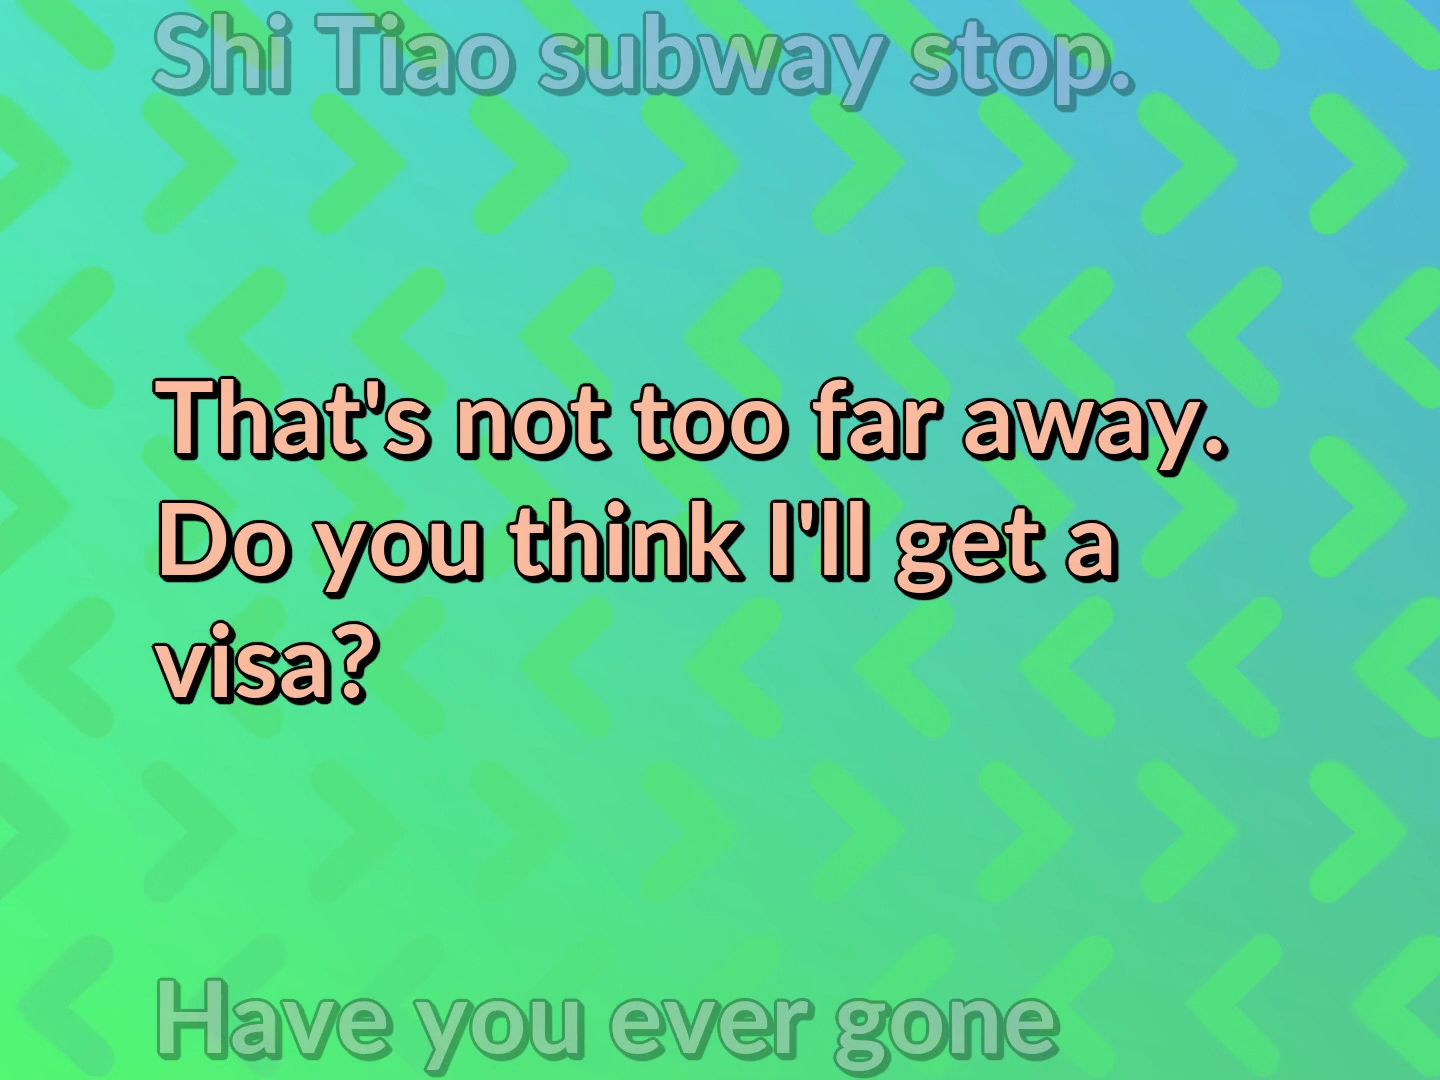 Shi Tiao subway stop.
That's not too far away.
Do you think I'll get a
visa?
Have you ever gone